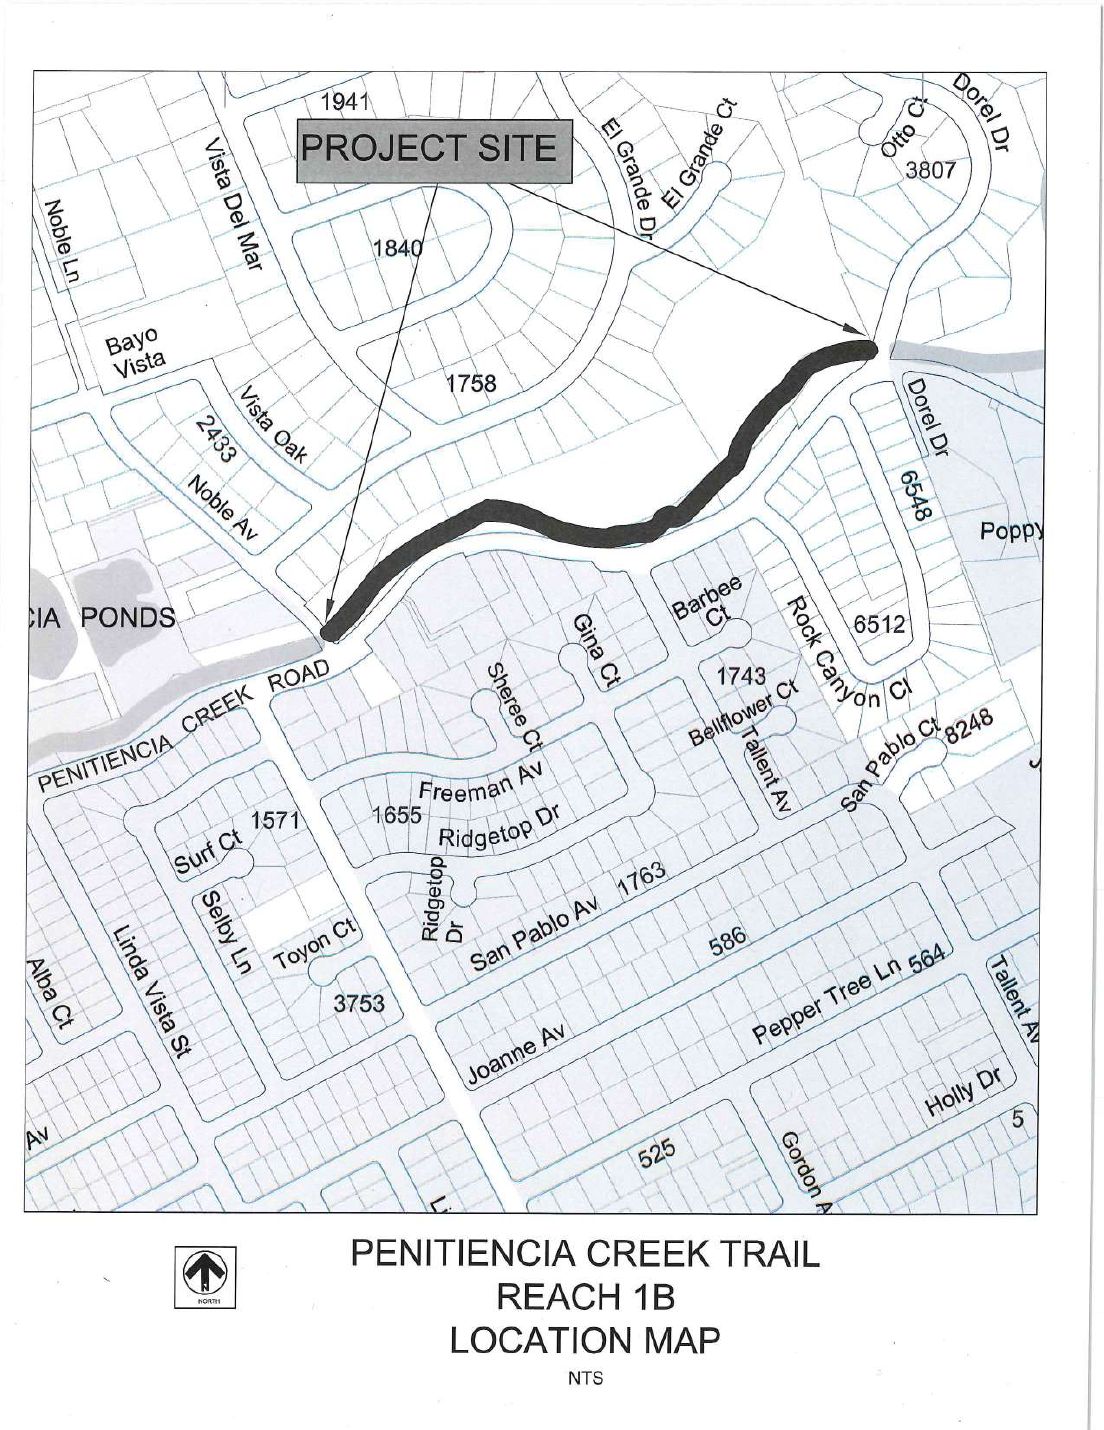 1941
PROJECT SITE
Dorel Dr
Otto Ct
3807
El Grande Dr
El Grande Ct
Vista Del Mar
Noble Ln
1840
Bayo
Vista
1758
Vista Oak
2433
Noble Av
Dorel Dr
6548
Poppy
CIA PONDS
Barbee
Ct
Rock Canyon Cl
6512
Gina Ct
Sheree Ct
1743
Bellflower Ct
Tallent Av
San Pablo Ct
8248
PENITIENCIA CREEK ROAD
Freeman Av
1655
Ridgetop Dr
1571
Surf Ct
Ridgetop
Dr
1763
San Pablo Av
Selby Ln
Toyon Ct
3753
586
564
Pepper Tree Ln
Tallent Av
Linda Vista St
Alba Ct
Joanne Av
Holly Dr
5
Av
525
Gordon A
Li
NORTH
PENITIENCIA CREEK TRAIL
REACH 1B
LOCATION MAP
NTS